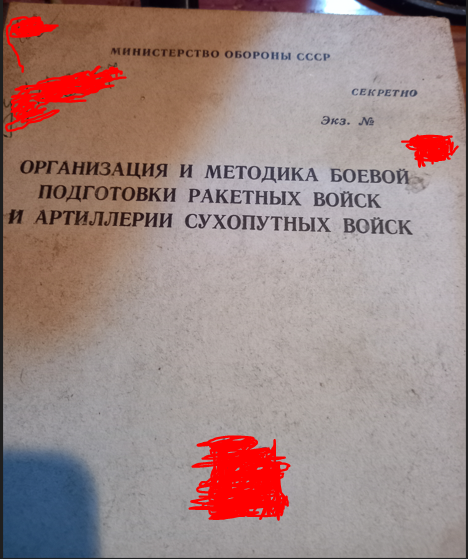 МИНИСТЕРСТВО ОБОРОНЫ СССР
СЕКРЕТНО
Экз. №
ОРГАНИЗАЦИЯ И МЕТОДИКА БОЕВОЙ
ПОДГОТОВКИ РАКЕТНЫХ ВОЙСК
И АРТИЛЛЕРИИ СУХОПУТНЫХ ВОЙСК